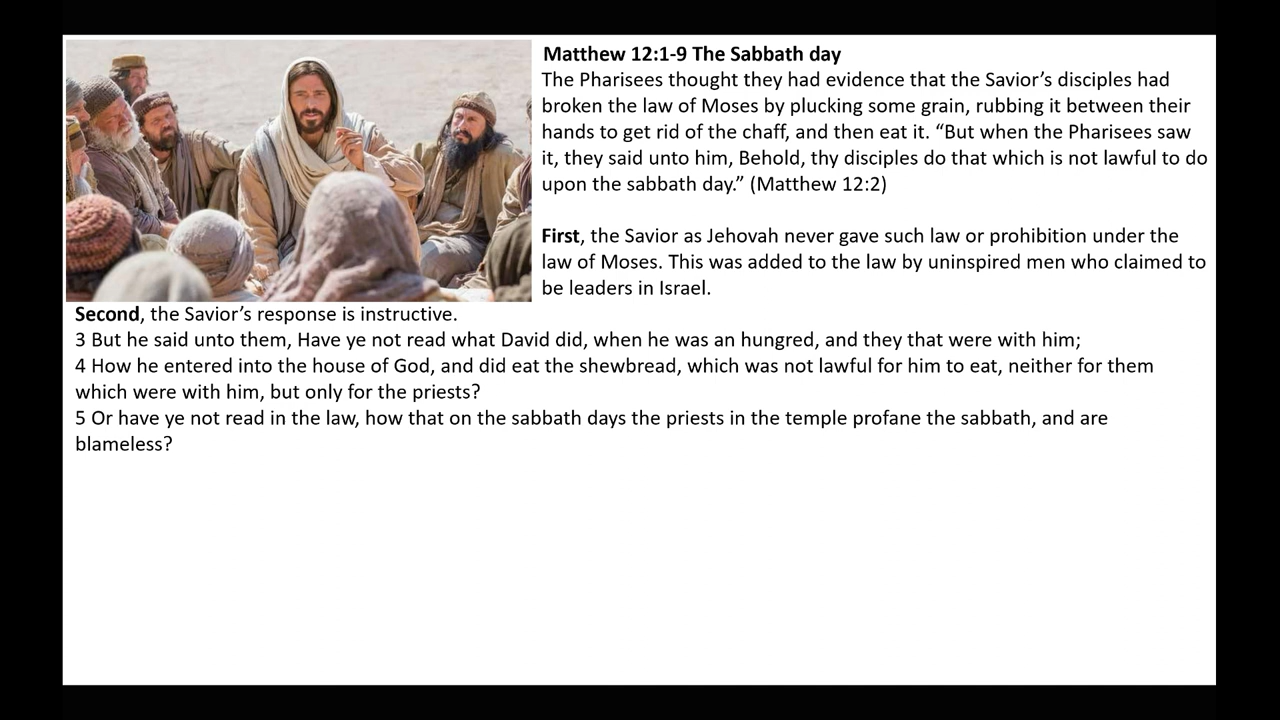 Matthew 12:1-9 The Sabbath day
The Pharisees thought they had evidence that the Savior’s disciples had
broken the law of Moses by plucking some grain, rubbing it between their
hands to get rid of the chaff, and then eat it. “But when the Pharisees saw
it, they said unto him, Behold, thy disciples do that which is not lawful to do
upon the sabbath day.” (Matthew 12:2)
First, the Savior as Jehovah never gave such law or prohibition under the
law of Moses. This was added to the law by uninspired men who claimed to
be leaders in Israel.
Second, the Savior’s response is instructive.
3 But he said unto them, Have ye not read what David did, when he was an hungred, and they that were with him;
4 How he entered into the house of God, and did eat the shewbread, which was not lawful for him to eat, neither for them
which were with him, but only for the priests?
5 Or have ye not read in the law, how that on the sabbath days the priests in the temple profane the sabbath, and are
blameless?